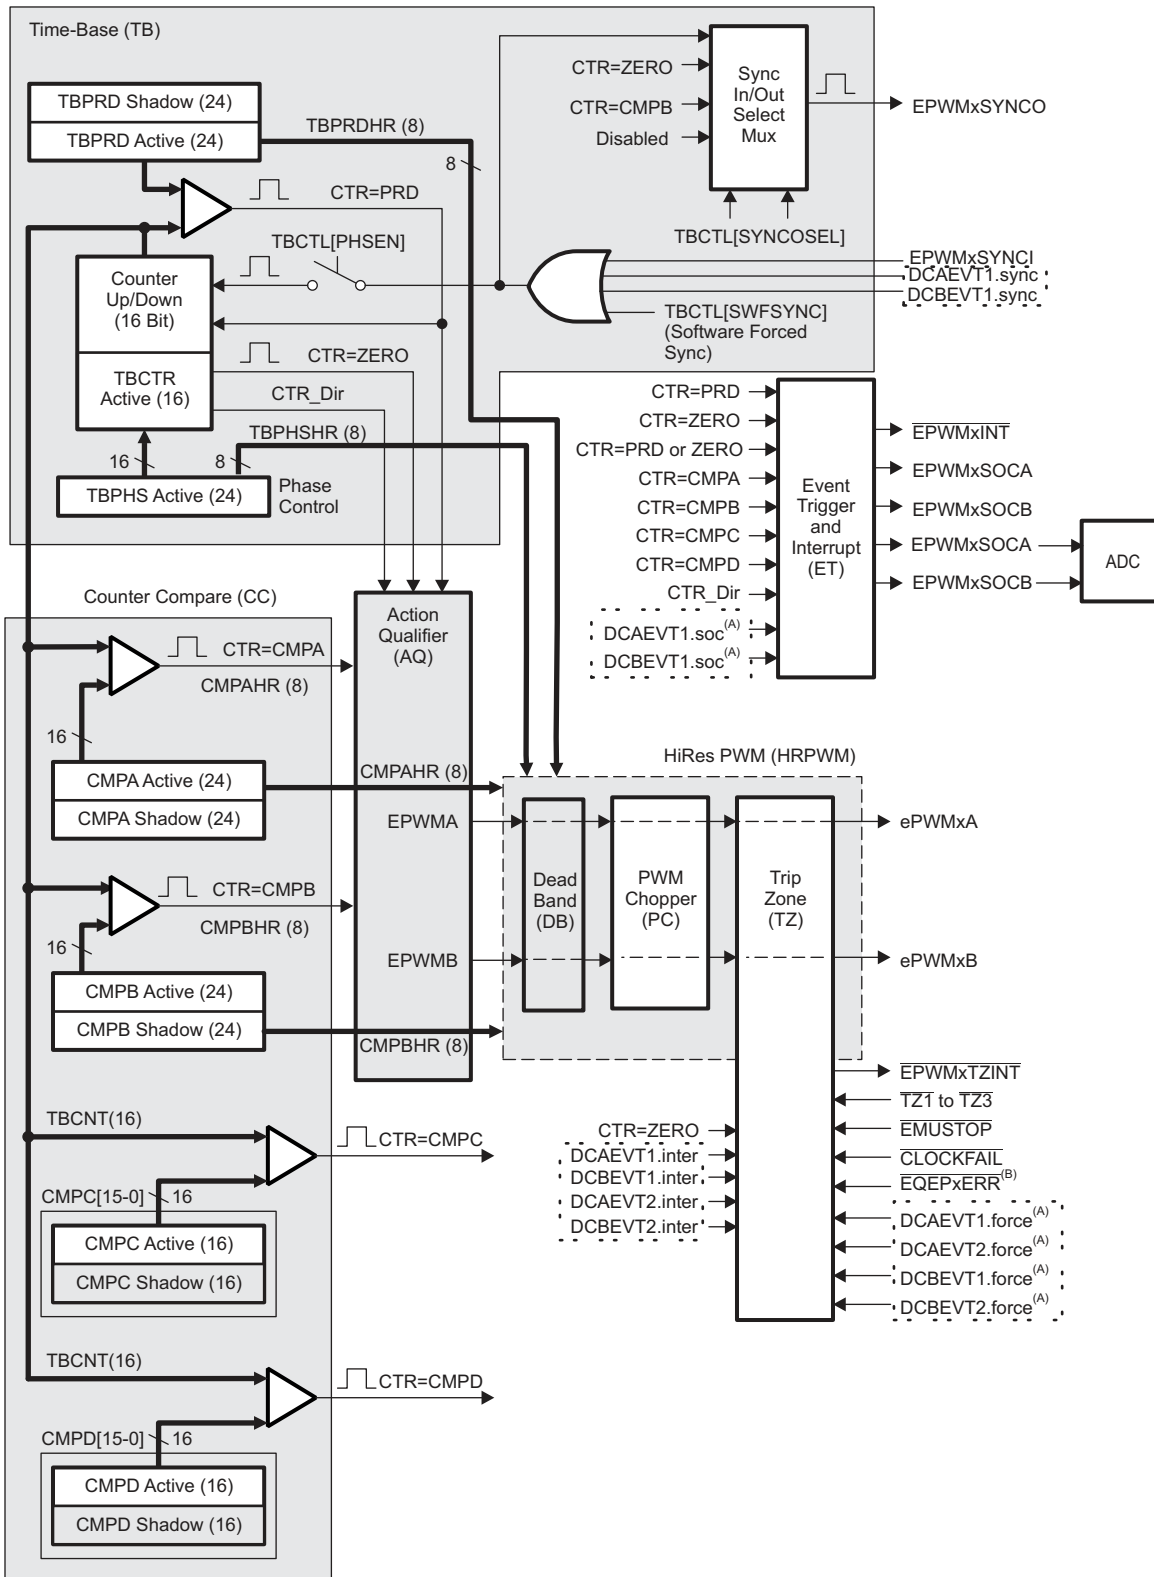 Time-Base (TB)
TBPRD Shadow (24)
TBPRD Active (24)
TBPRDHR (8)
8
CTR=PRD
CTR=ZERO
CTR=CMPB
Disabled
Sync
In/Out
Select
Mux
EPWMxSYNCO
TBCTL[SYNCOSEL]
TBCTL[PHSEN]
EPWMxSYNCI
DCAEVT1.sync
DCBEVT1.sync
TBCTL[SWFSYNC]
(Software Forced
Sync)
Counter
Up/Down
(16 Bit)
TBCTR
Active (16)
CTR=ZERO
CTR_Dir
TBPHSHR (8)
16
8
TBPHS Active (24)
Phase
Control
CTR=PRD
CTR=ZERO
CTR=PRD or ZERO
CTR=CMPA
CTR=CMPB
CTR=CMPC
CTR=CMPD
CTR_Dir
DCAEVT1.soc(A)
DCBEVT1.soc(A)
Event
Trigger
and
Interrupt
(ET)
EPWMxINT
EPWMxSOCA
EPWMxSOCB
EPWMxSOCA
EPWMxSOCB
ADC
Counter Compare (CC)
Action
Qualifier
(AQ)
CTR=CMPA
CMPAHR (8)
16
CMPA Active (24)
CMPA Shadow (24)
CMPAHR (8)
EPWMA
CTR=CMPB
CMPBHR (8)
16
EPWMB
CMPB Active (24)
CMPB Shadow (24)
CMPBHR (8)
HiRes PWM (HRPWM)
Dead
Band
(DB)
PWM
Chopper
(PC)
Trip
Zone
(TZ)
ePWMxA
ePWMxB
EPWMxTZINT
TZ1 to TZ3
EMUSTOP
CLOCKFAIL
EQEPxERR(B)
DCAEVT1.force(A)
DCAEVT2.force(A)
DCBEVT1.force(A)
DCBEVT2.force(A)
CTR=ZERO
DCAEVT1.inter
DCBEVT1.inter
DCAEVT2.inter
DCBEVT2.inter
TBCNT(16)
CTR=CMPC
CMPC[15-0]
16
CMPC Active (16)
CMPC Shadow (16)
TBCNT(16)
CTR=CMPD
CMPD[15-0]
16
CMPD Active (16)
CMPD Shadow (16)